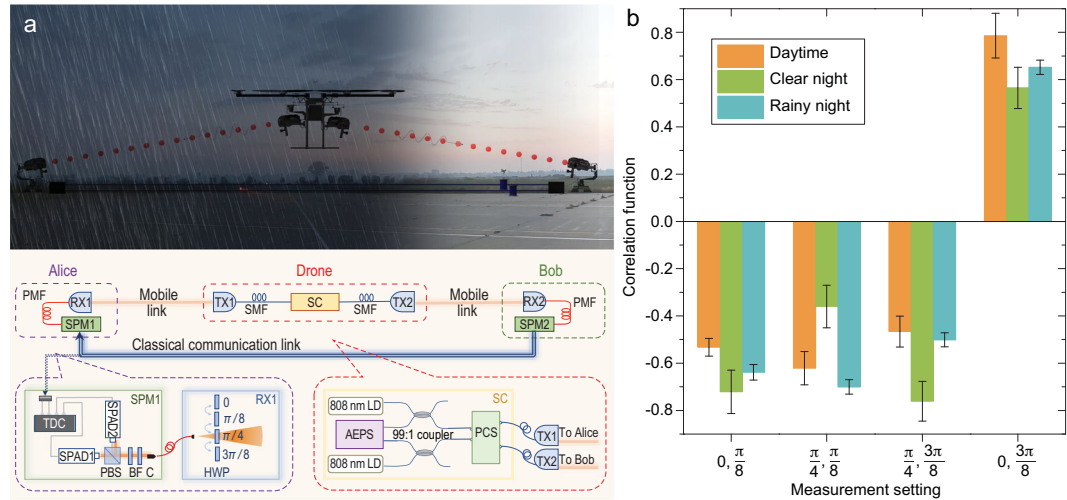 a
Alice
Drone
Bob
PMF
RX1
Mobile
link
TX1
SMF
SC
SMF
TX2
Mobile
link
RX2
PMF
SPM1
SPM2
Classical communication link
SPM1
RX1
TDC
SPAD2
SPAD1
PBS
BF
C
0
π/8
π/4
3π/8
HWP
SC
808 nm LD
AEPS
99:1 coupler
808 nm LD
PCS
TX1
To Alice
TX2
To Bob
b
Correlation function
0.8
0.6
0.4
0.2
0.0
-0.2
-0.4
-0.6
-0.8
Daytime
Clear night
Rainy night
0, π/8
π/4, π/8
π/4, 3π/8
0, 3π/8
Measurement setting